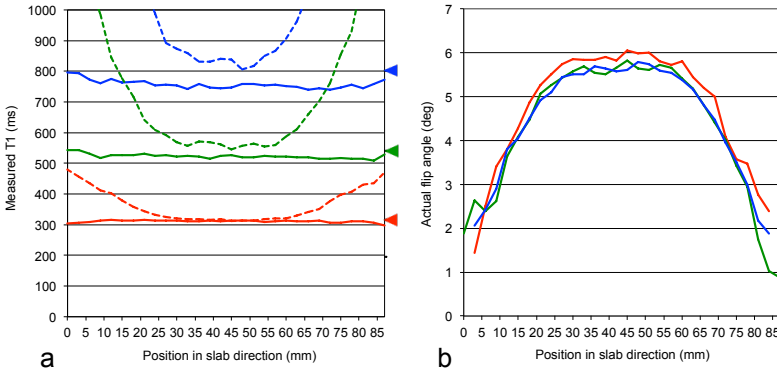 Measured T1 (ms)
1000
900
800
700
600
500
400
300
200
100
0
0 5 10 15 20 25 30 35 40 45 50 55 60 65 70 75 80 85
Position in slab direction (mm)
a
Actual flip angle (deg)
7
6
5
4
3
2
1
0
0 5 10 15 20 25 30 35 40 45 50 55 60 65 70 75 80 85
Position in slab direction (mm)
b